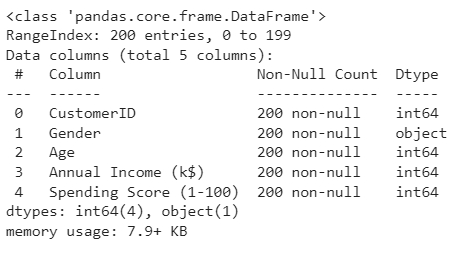 <class 'pandas.core.frame.DataFrame'>
RangeIndex: 200 entries, 0 to 199
Data columns (total 5 columns):
 #   Column                  Non-Null Count  Dtype
---  ------                  --------------  -----
 0   CustomerID              200 non-null    int64
 1   Gender                  200 non-null    object
 2   Age                     200 non-null    int64
 3   Annual Income (k$)      200 non-null    int64
 4   Spending Score (1-100)  200 non-null    int64
dtypes: int64(4), object(1)
memory usage: 7.9+ KB